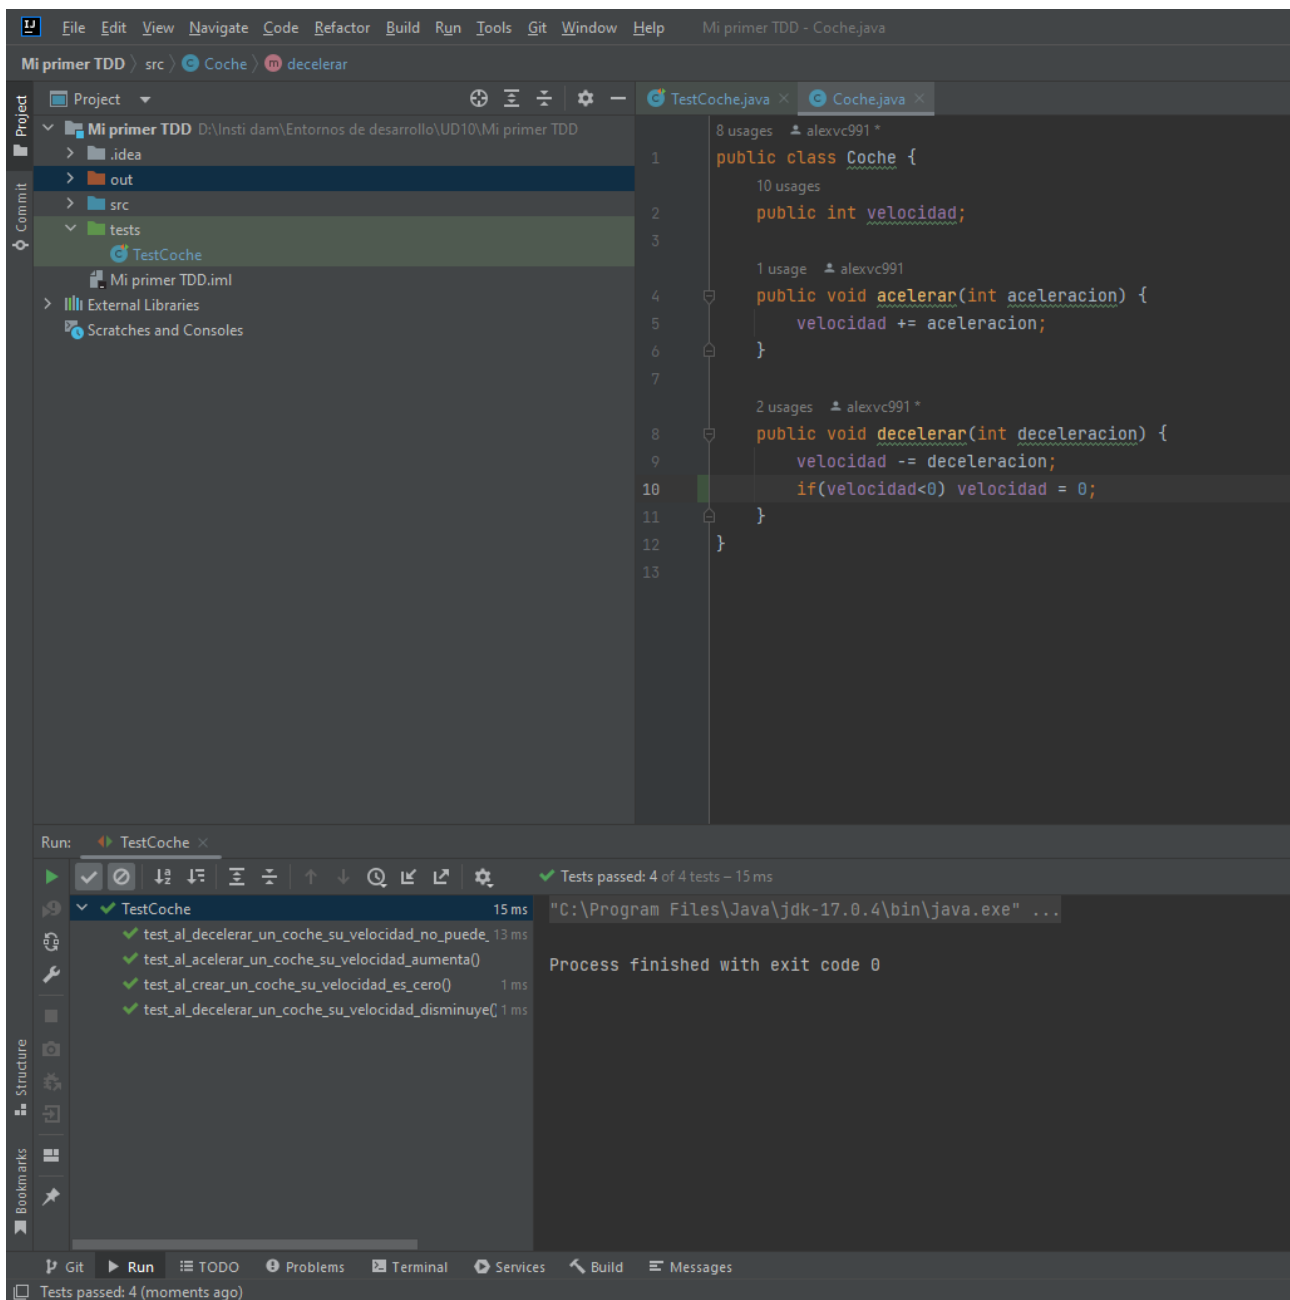 File Edit View Navigate Code Refactor Build Run Tools Git Window Help Mi primer TDD - Coche.java
Mi primer TDD src Coche decelerar
Project
Project
Commit
Mi primer TDD D:\Insti dam\Entornos de desarrollo\UD10\Mi primer TDD
.idea
out
src
tests
TestCoche
Mi primer TDD.iml
External Libraries
Scratches and Consoles
TestCoche.java Coche.java
8 usages alexvc991 *
1 public class Coche {
10 usages
2 public int velocidad;
3
1 usage alexvc991
4 public void acelerar(int aceleracion) {
5 velocidad += aceleracion;
6 }
7
2 usages alexvc991 *
8 public void decelerar(int deceleracion) {
9 velocidad -= deceleracion;
10 if(velocidad<0) velocidad = 0;
11 }
12 }
13
Run: TestCoche
Tests passed: 4 of 4 tests – 15 ms
TestCoche 15 ms
test_al_decelerar_un_coche_su_velocidad_no_puede_ 13 ms
test_al_acelerar_un_coche_su_velocidad_aumenta()
test_al_crear_un_coche_su_velocidad_es_cero() 1 ms
test_al_decelerar_un_coche_su_velocidad_disminuye() 1 ms
"C:\Program Files\Java\jdk-17.0.4\bin\java.exe" ...
Process finished with exit code 0
Structure
Bookmarks
Git Run TODO Problems Terminal Services Build Messages
Tests passed: 4 (moments ago)